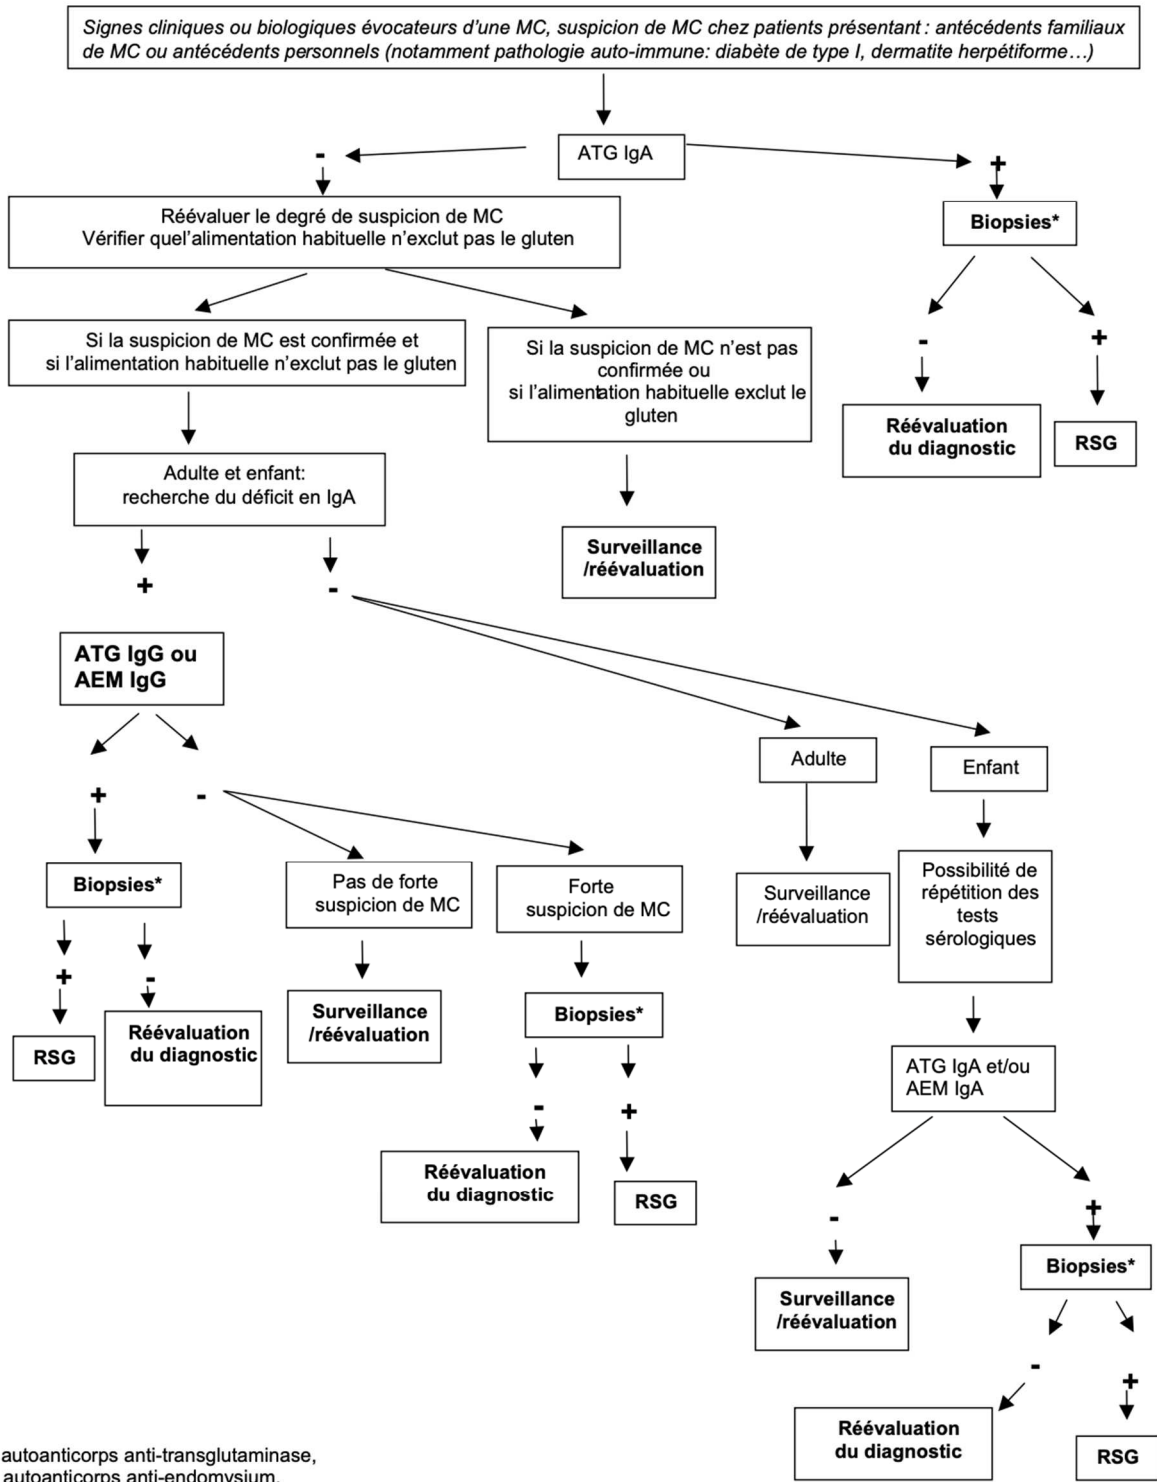 Signes cliniques ou biologiques évocateurs d'une MC, suspicion de MC chez patients présentant : antécédents familiaux
de MC ou antécédents personnels (notamment pathologie auto-immune: diabète de type I, dermatite herpétiforme…)
ATG IgA
-
+
Réévaluer le degré de suspicion de MC
Vérifier quel'alimentation habituelle n'exclut pas le gluten
Biopsies*
Si la suspicion de MC est confirmée et
si l'alimentation habituelle n'exclut pas le gluten
Si la suspicion de MC n'est pas
confirmée ou
si l'alimentation habituelle exclut le
gluten
-
+
Réévaluation
du diagnostic
RSG
Adulte et enfant:
recherche du déficit en IgA
Surveillance
/réévaluation
+
-
ATG IgG ou
AEM IgG
Adulte
Enfant
+
-
Biopsies*
Pas de forte
suspicion de MC
Forte
suspicion de MC
Surveillance
/réévaluation
Possibilité de
répétition des
tests
sérologiques
+
-
RSG
Réévaluation
du diagnostic
Surveillance
/réévaluation
Biopsies*
ATG IgA et/ou
AEM IgA
-
+
Réévaluation
du diagnostic
RSG
-
+
Surveillance
/réévaluation
Biopsies*
-
+
Réévaluation
du diagnostic
RSG
autoanticorps anti-transglutaminase,
autoanticorps anti-endomysium.